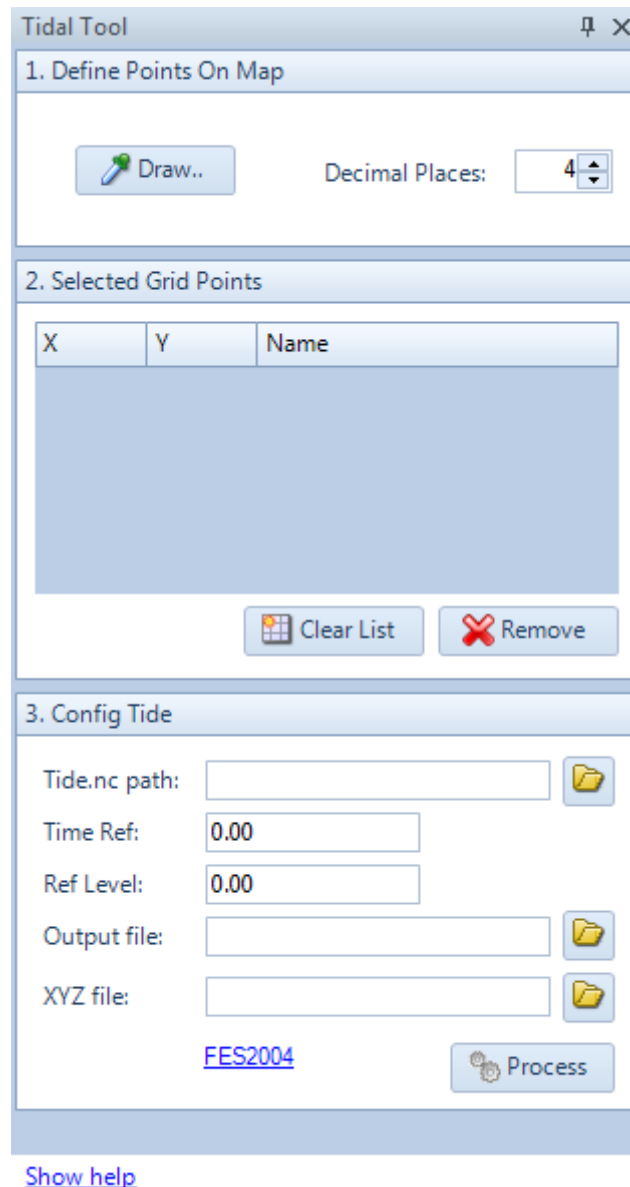 Tidal Tool
1. Define Points On Map
Draw.. Decimal Places: 4
2. Selected Grid Points
X Y Name
Clear List Remove
3. Config Tide
Tide.nc path:
Time Ref: 0.00
Ref Level: 0.00
Output file:
XYZ file:
FES2004 Process
Show help